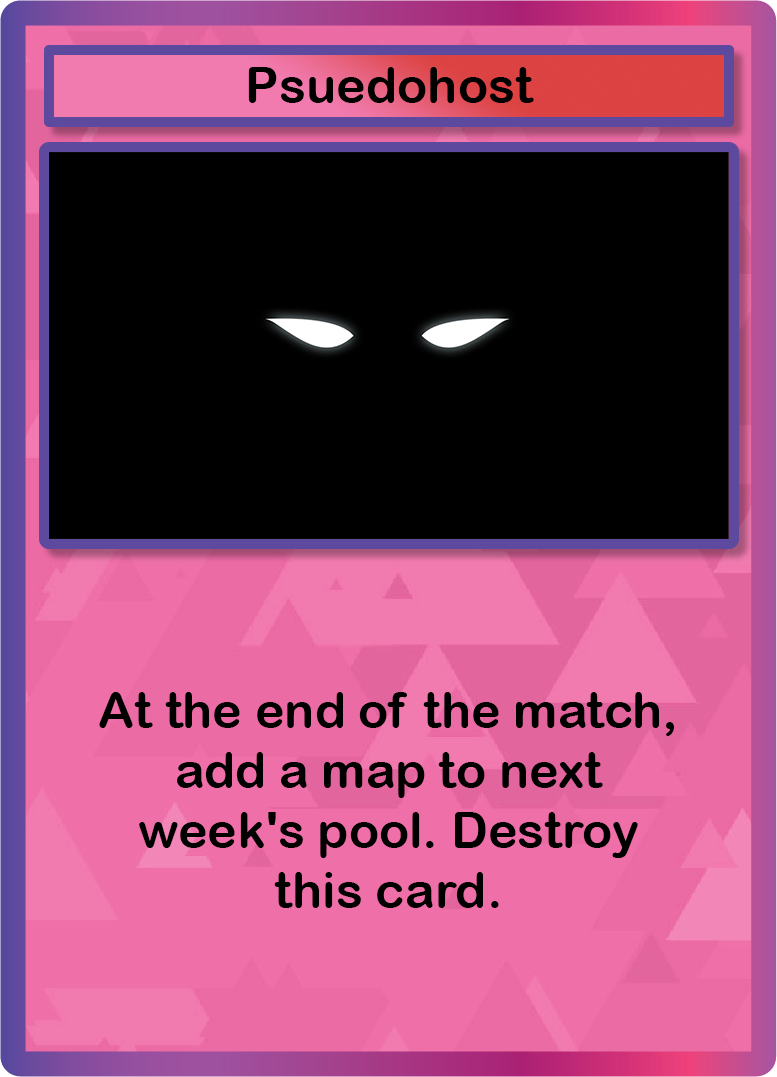 Psuedohost
At the end of the match,
add a map to next
week's pool. Destroy
this card.